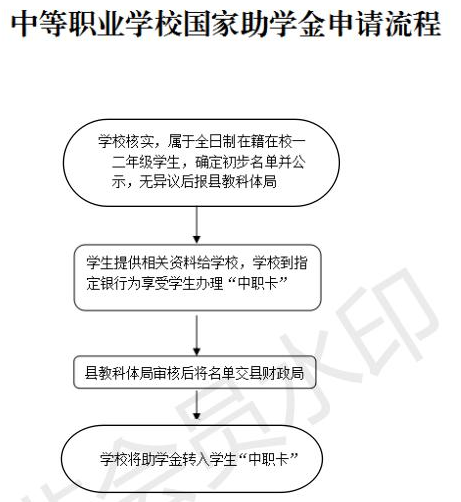 中等职业学校国家助学金申请流程
学校核实，属于全日制在籍在校一
二年级学生，确定初步名单并公
示，无异议后报县教科体局
学生提供相关资料给学校，学校到指
定银行为享受学生办理“中职卡”
县教科体局审核后将名单交县财政局
学校将助学金转入学生“中职卡”
会员水印